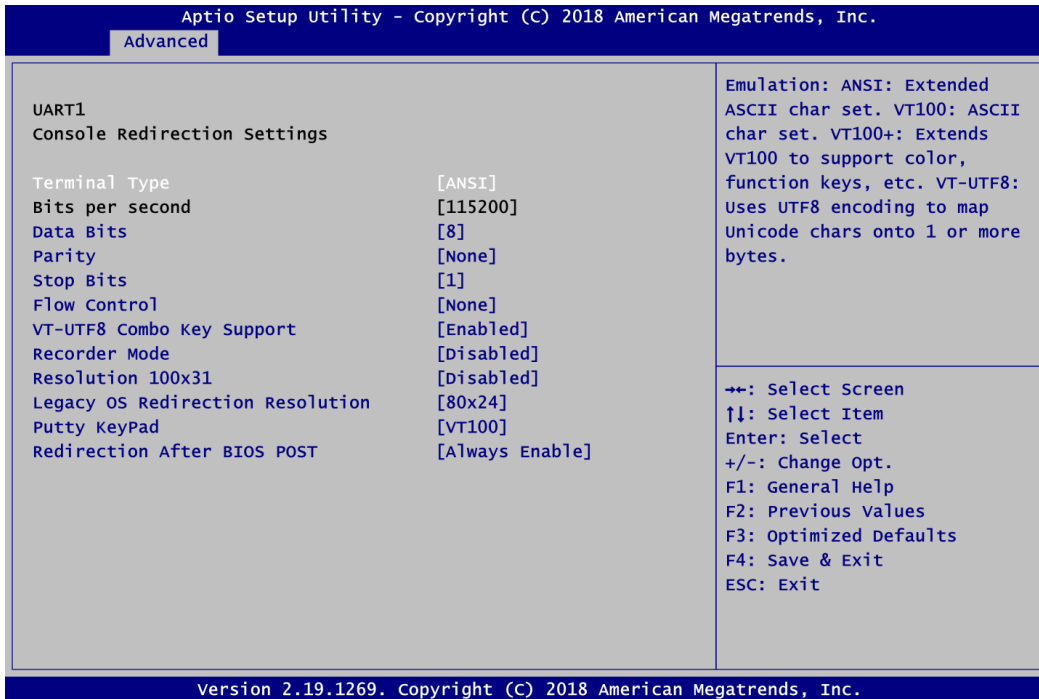 Aptio Setup Utility - Copyright (C) 2018 American Megatrends, Inc.
Advanced
UART1
Console Redirection Settings
Terminal Type [ANSI]
Bits per second [115200]
Data Bits [8]
Parity [None]
Stop Bits [1]
Flow Control [None]
VT-UTF8 Combo Key Support [Enabled]
Recorder Mode [Disabled]
Resolution 100x31 [Disabled]
Legacy OS Redirection Resolution [80x24]
Putty KeyPad [VT100]
Redirection After BIOS POST [Always Enable]
Emulation: ANSI: Extended
ASCII char set. VT100: ASCII
char set. VT100+: Extends
VT100 to support color,
function keys, etc. VT-UTF8:
Uses UTF8 encoding to map
Unicode chars onto 1 or more
bytes.
→←: Select Screen
↑↓: Select Item
Enter: Select
+/-: Change Opt.
F1: General Help
F2: Previous Values
F3: Optimized Defaults
F4: Save & Exit
ESC: Exit
Version 2.19.1269. Copyright (C) 2018 American Megatrends, Inc.